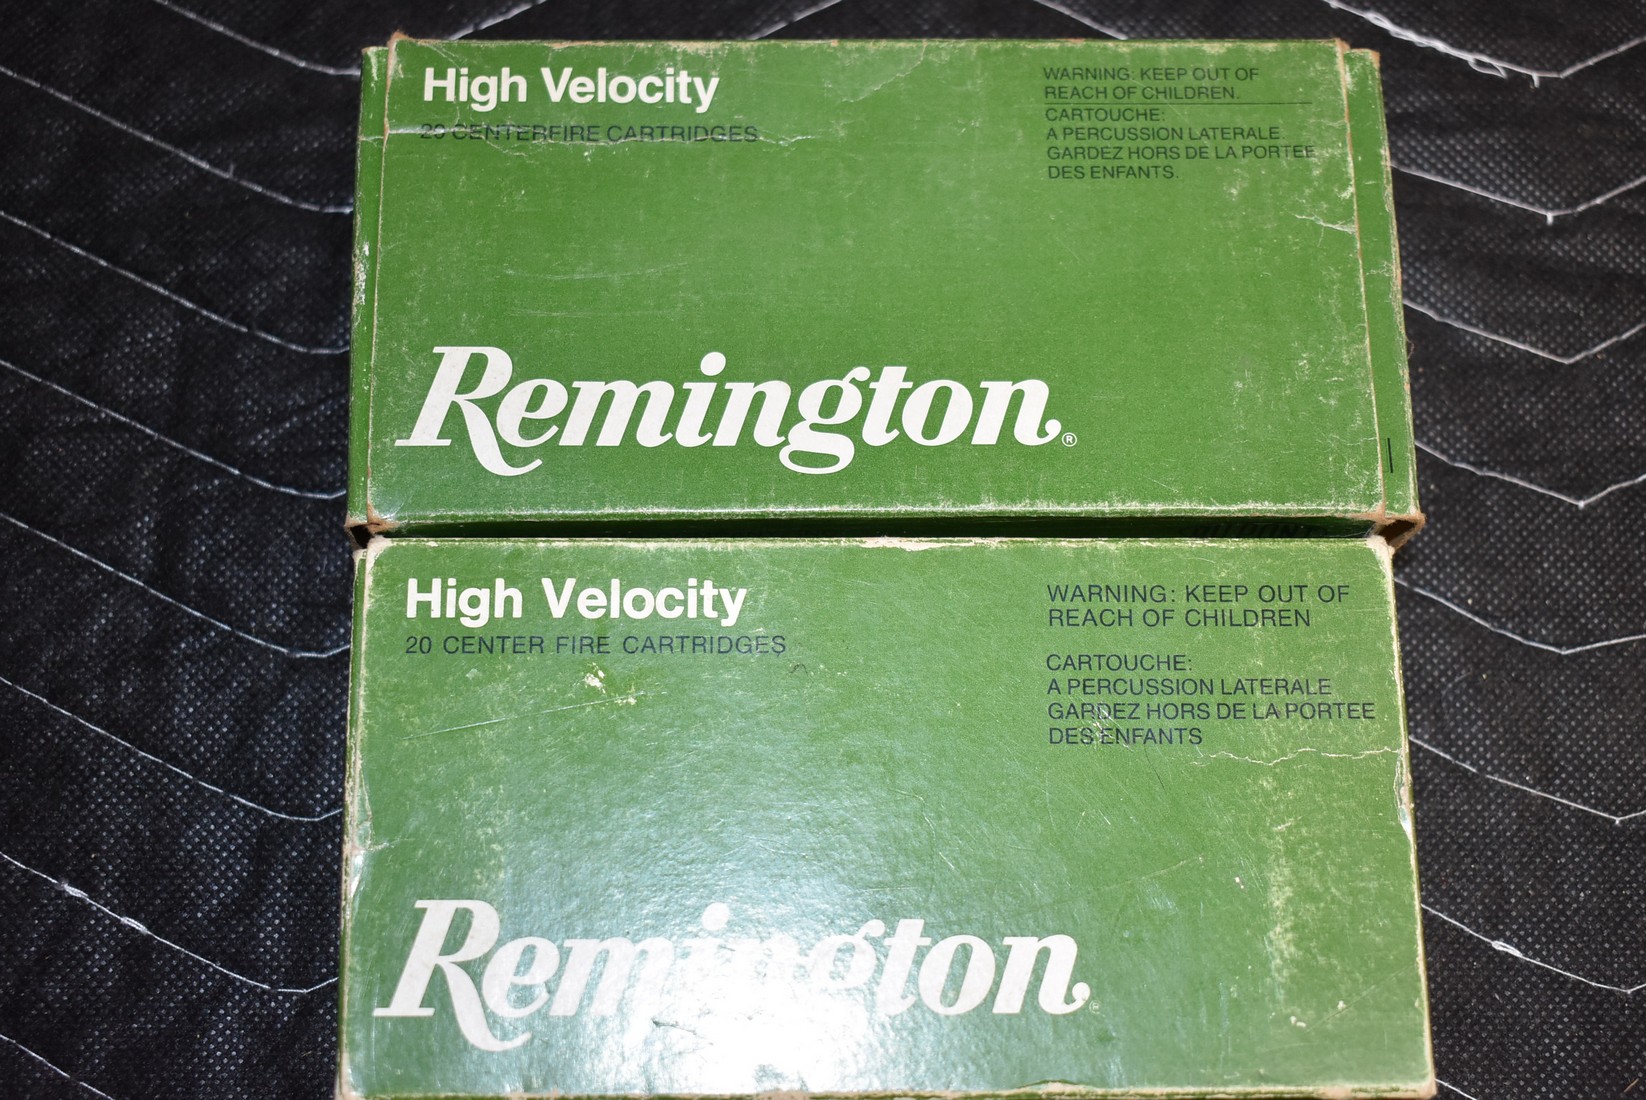 High Velocity
20 CENTERFIRE CARTRIDGES
WARNING: KEEP OUT OF
REACH OF CHILDREN.
CARTOUCHE:
A PERCUSSION LATERALE.
GARDEZ HORS DE LA PORTEE
DES ENFANTS.
Remington®
High Velocity
20 CENTER FIRE CARTRIDGES
WARNING: KEEP OUT OF
REACH OF CHILDREN
CARTOUCHE:
A PERCUSSION LATERALE
GARDEZ HORS DE LA PORTEE
DES ENFANTS
Remington®